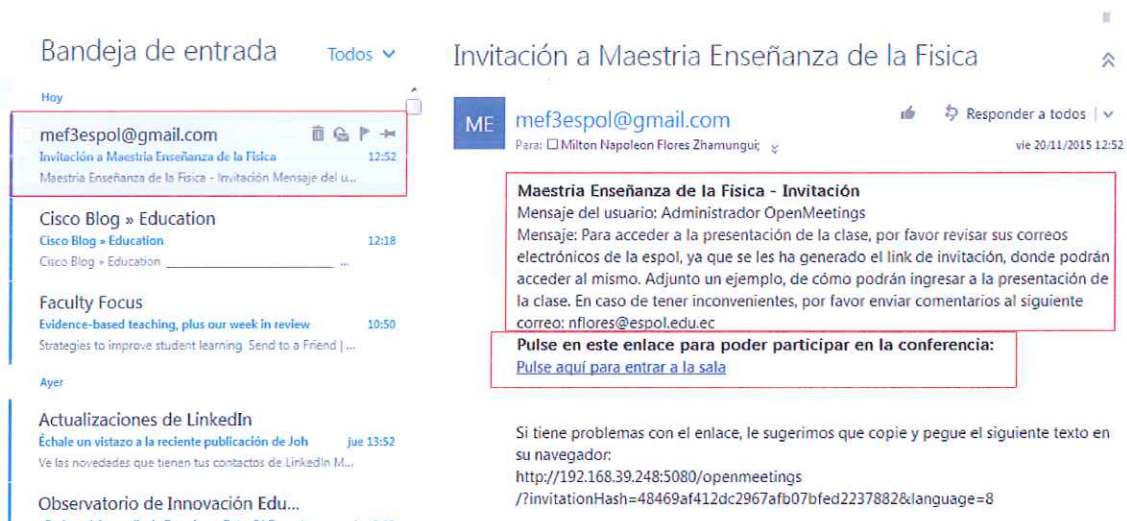 Bandeja de entrada
Todos
Hoy
mef3espol@gmail.com
Invitación a Maestria Enseñanza de la Fisica 12:52
Maestria Enseñanza de la Fisica - Invitación Mensaje del u...
Cisco Blog » Education
Cisco Blog » Education 12:18
Cisco Blog » Education ...
Faculty Focus
Evidence-based teaching, plus our week in review 10:50
Strategies to improve student learning Send to a Friend | ...
Ayer
Actualizaciones de LinkedIn
Échale un vistazo a la reciente publicación de Joh jue 13:52
Ve las novedades que tienen tus contactos de LinkedIn M...
Observatorio de Innovación Edu...
Invitación a Maestria Enseñanza de la Fisica
ME
mef3espol@gmail.com
Responder a todos
Para: Milton Napoleon Flores Zhamungui; vie 20/11/2015 12:52
Maestria Enseñanza de la Fisica - Invitación
Mensaje del usuario: Administrador OpenMeetings
Mensaje: Para acceder a la presentación de la clase, por favor revisar sus correos
electrónicos de la espol, ya que se les ha generado el link de invitación, donde podrán
acceder al mismo. Adjunto un ejemplo, de cómo podrán ingresar a la presentación de
la clase. En caso de tener inconvenientes, por favor enviar comentarios al siguiente
correo: nflores@espol.edu.ec
Pulse en este enlace para poder participar en la conferencia:
Pulse aquí para entrar a la sala
Si tiene problemas con el enlace, le sugerimos que copie y pegue el siguiente texto en
su navegador:
http://192.168.39.248:5080/openmeetings
/?invitationHash=48469af412dc2967afb07bfed2237882&language=8